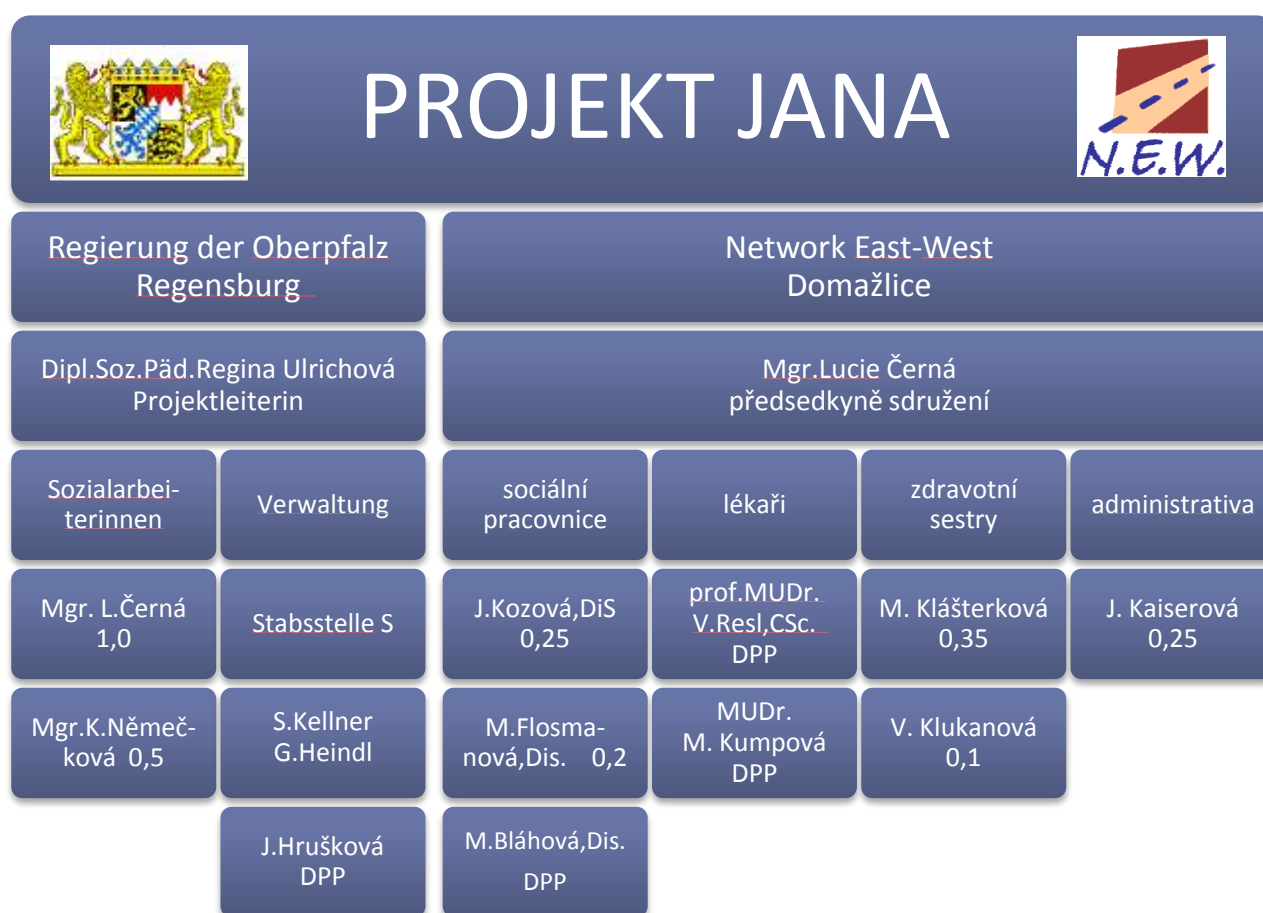 PROJEKT JANA
N.E.W.
Regierung der Oberpfalz
Regensburg
Network East-West
Domažlice
Dipl.Soz.Päd.Regina Ulrichová
Projektleiterin
Mgr.Lucie Černá
předsedkyně sdružení
Sozialarbei-
terinnen
Verwaltung
sociální
pracovnice
lékaři
zdravotní
sestry
administrativa
Mgr. L.Černá
1,0
Stabsstelle S
J.Kozová,DiS
0,25
prof.MUDr.
V.Resl,CSc.
DPP
M. Klášterková
0,35
J. Kaiserová
0,25
Mgr.K.Němeč-
ková 0,5
S.Kellner
G.Heindl
M.Flosma-
nová,Dis. 0,2
MUDr.
M. Kumpová
DPP
V. Klukanová
0,1
J.Hrušková
DPP
M.Bláhová,Dis.
DPP